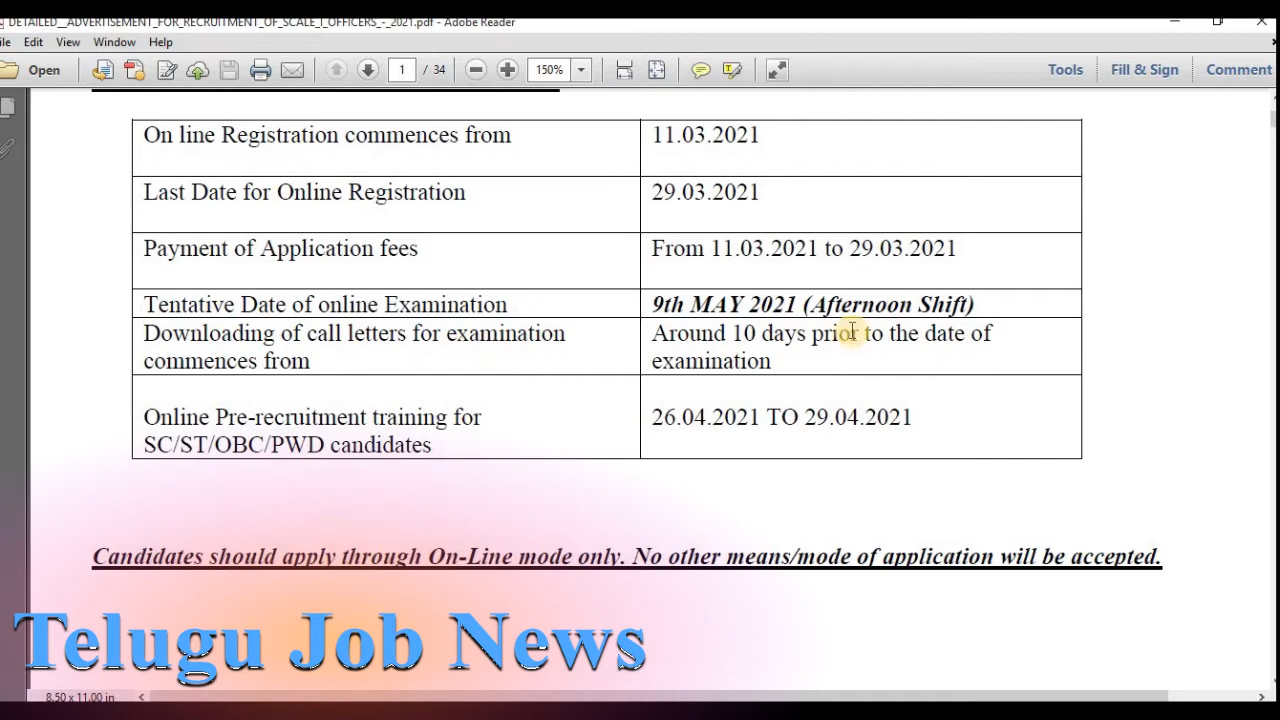 DETAILED__ADVERTISEMENT_FOR_RECRUITMENT_OF_SCALE_I_OFFICERS_-_2021.pdf - Adobe Reader
Edit View Window Help
Open 1 / 34 150% Tools Fill & Sign Comment
On line Registration commences from 11.03.2021
Last Date for Online Registration 29.03.2021
Payment of Application fees From 11.03.2021 to 29.03.2021
Tentative Date of online Examination 9th MAY 2021 (Afternoon Shift)
Downloading of call letters for examination Around 10 days prior to the date of
commences from examination
Online Pre-recruitment training for 26.04.2021 TO 29.04.2021
SC/ST/OBC/PWD candidates
Candidates should apply through On-Line mode only. No other means/mode of application will be accepted.
Telugu Job News
8.50 x 11.00 in